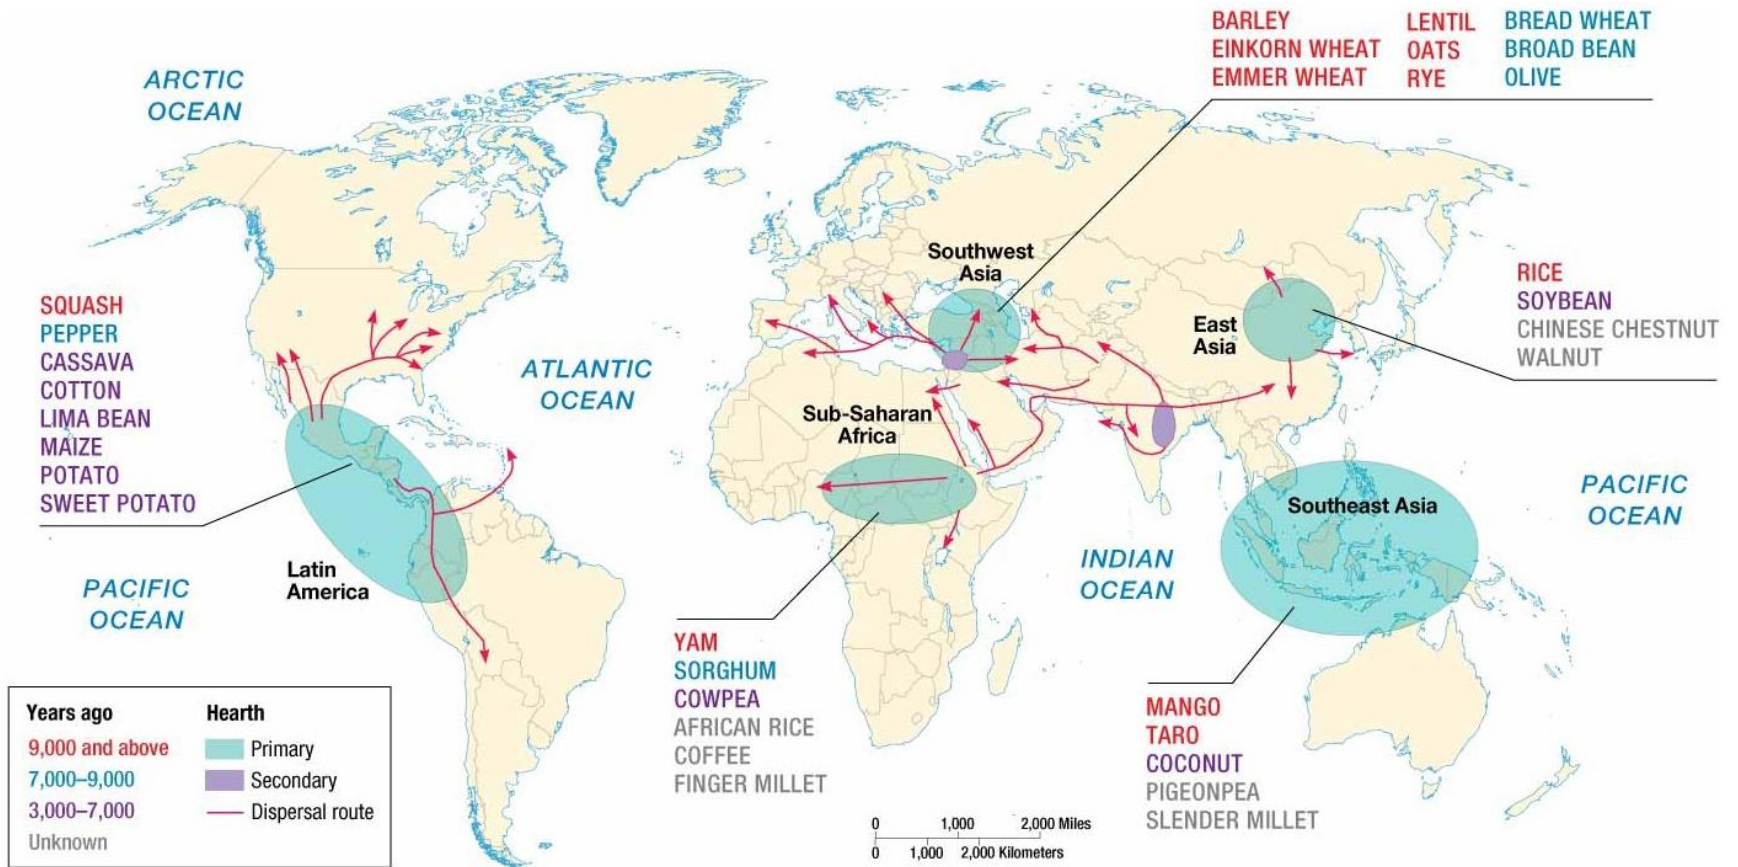 BARLEY LENTIL BREAD WHEAT
EINKORN WHEAT OATS BROAD BEAN
EMMER WHEAT RYE OLIVE
ARCTIC
OCEAN
Southwest
Asia
SQUASH
PEPPER
CASSAVA
COTTON
LIMA BEAN
MAIZE
POTATO
SWEET POTATO
RICE
SOYBEAN
CHINESE CHESTNUT
WALNUT
East
Asia
ATLANTIC
OCEAN
Sub-Saharan
Africa
Southeast Asia
PACIFIC
OCEAN
INDIAN
OCEAN
Latin
America
PACIFIC
OCEAN
YAM
SORGHUM
COWPEA
AFRICAN RICE
COFFEE
FINGER MILLET
MANGO
TARO
COCONUT
PIGEONPEA
SLENDER MILLET
Years ago Hearth
9,000 and above Primary
7,000–9,000 Secondary
3,000–7,000 Dispersal route
Unknown
0 1,000 2,000 Miles
0 1,000 2,000 Kilometers